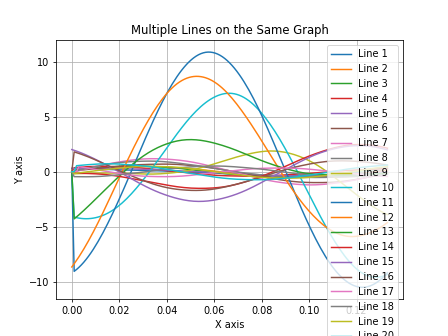 Multiple Lines on the Same Graph
Y axis
10
5
0
−5
−10
0.00
0.02
0.04
0.06
0.08
0.10
X axis
Line 1
Line 2
Line 3
Line 4
Line 5
Line 6
Line 7
Line 8
Line 9
Line 10
Line 11
Line 12
Line 13
Line 14
Line 15
Line 16
Line 17
Line 18
Line 19
Line 20